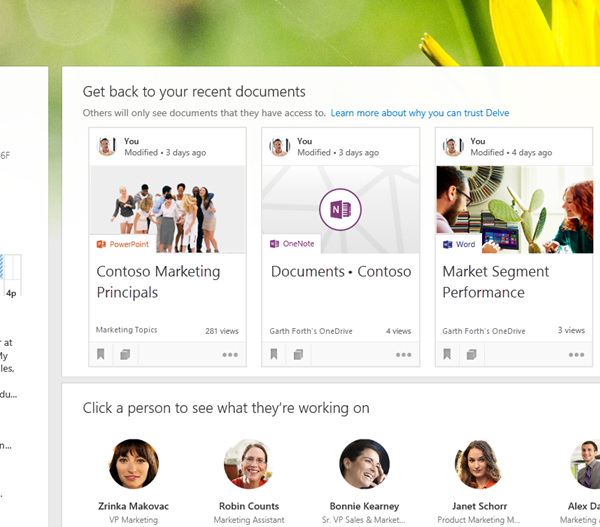 Get back to your recent documents
Others will only see documents that they have access to. Learn more about why you can trust Delve
You
Modified • 3 days ago
PowerPoint
Contoso Marketing
Principals
Marketing Topics
281 views
You
Modified • 3 days ago
OneNote
Documents • Contoso
Garth Forth's OneDrive
4 views
You
Modified • 4 days ago
Word
Market Segment
Performance
Garth Forth's OneDrive
3 views
6F
4p
r at
My
les,
du...
n...
Click a person to see what they're working on
Zrinka Makovac
VP Marketing
Robin Counts
Marketing Assistant
Bonnie Kearney
Sr. VP Sales & Market...
Janet Schorr
Product Marketing M...
Alex Da
Marketing